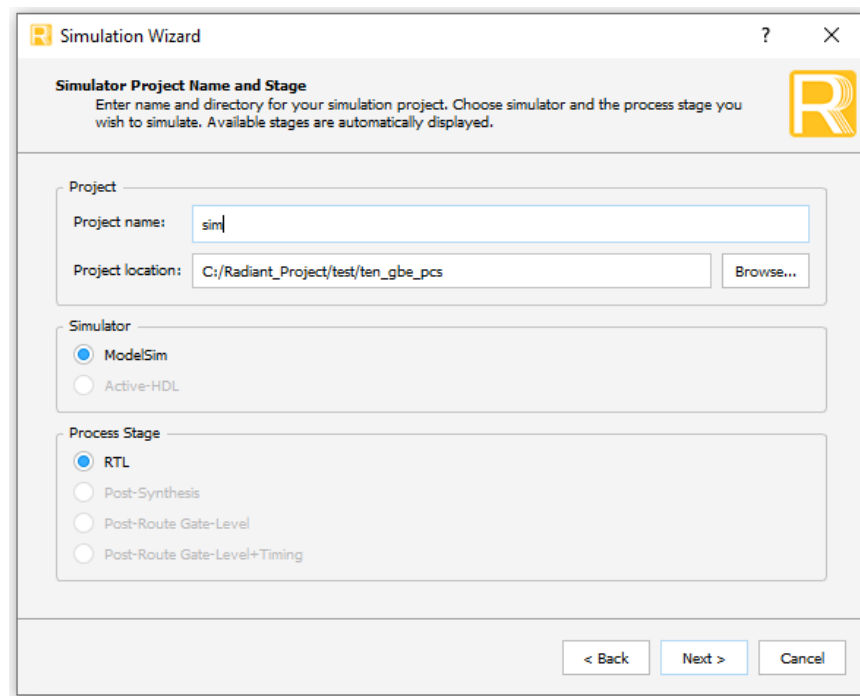 R Simulation Wizard ?
Simulator Project Name and Stage
Enter name and directory for your simulation project. Choose simulator and the process stage you
wish to simulate. Available stages are automatically displayed.
R
Project
Project name: sim
Project location: C:/Radiant_Project/test/ten_gbe_pcs Browse...
Simulator
ModelSim
Active-HDL
Process Stage
RTL
Post-Synthesis
Post-Route Gate-Level
Post-Route Gate-Level+Timing
< Back Next > Cancel